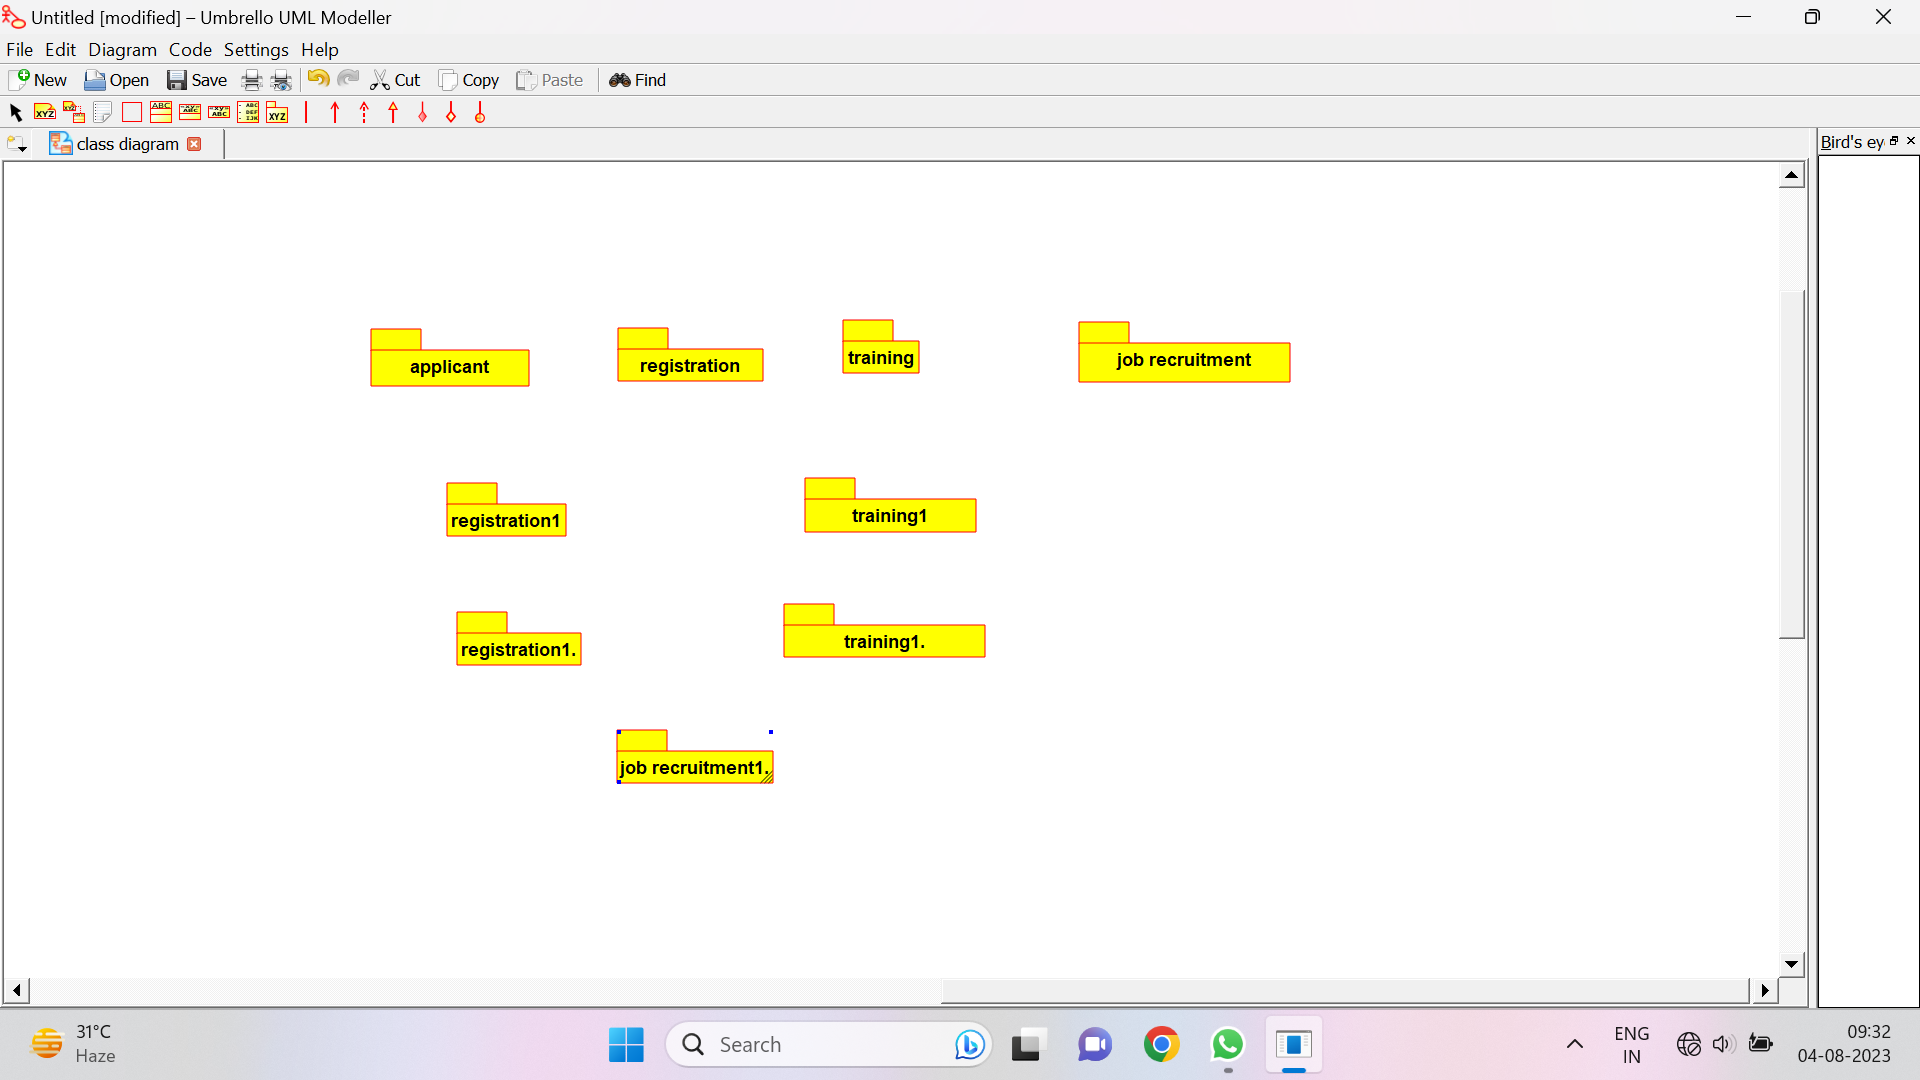 Untitled [modified] – Umbrello UML Modeller
File Edit Diagram Code Settings Help
New Open Save Cut Copy Paste Find
class diagram
Bird's ey
applicant
registration
training
job recruitment
registration1
training1
registration1.
training1.
job recruitment1.
31°C
Haze
Search
ENG
IN
09:32
04-08-2023